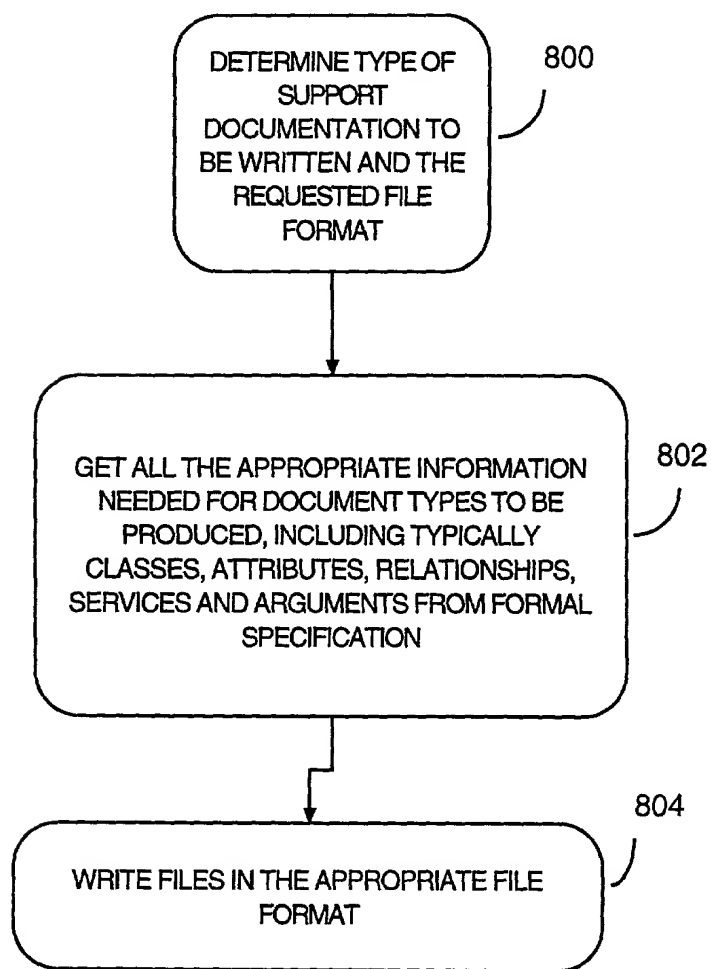 DETERMINE TYPE OF
SUPPORT
DOCUMENTATION TO
BE WRITTEN AND THE
REQUESTED FILE
FORMAT
800
GET ALL THE APPROPRIATE INFORMATION
NEEDED FOR DOCUMENT TYPES TO BE
PRODUCED, INCLUDING TYPICALLY
CLASSES, ATTRIBUTES, RELATIONSHIPS,
SERVICES AND ARGUMENTS FROM FORMAL
SPECIFICATION
802
WRITE FILES IN THE APPROPRIATE FILE
FORMAT
804